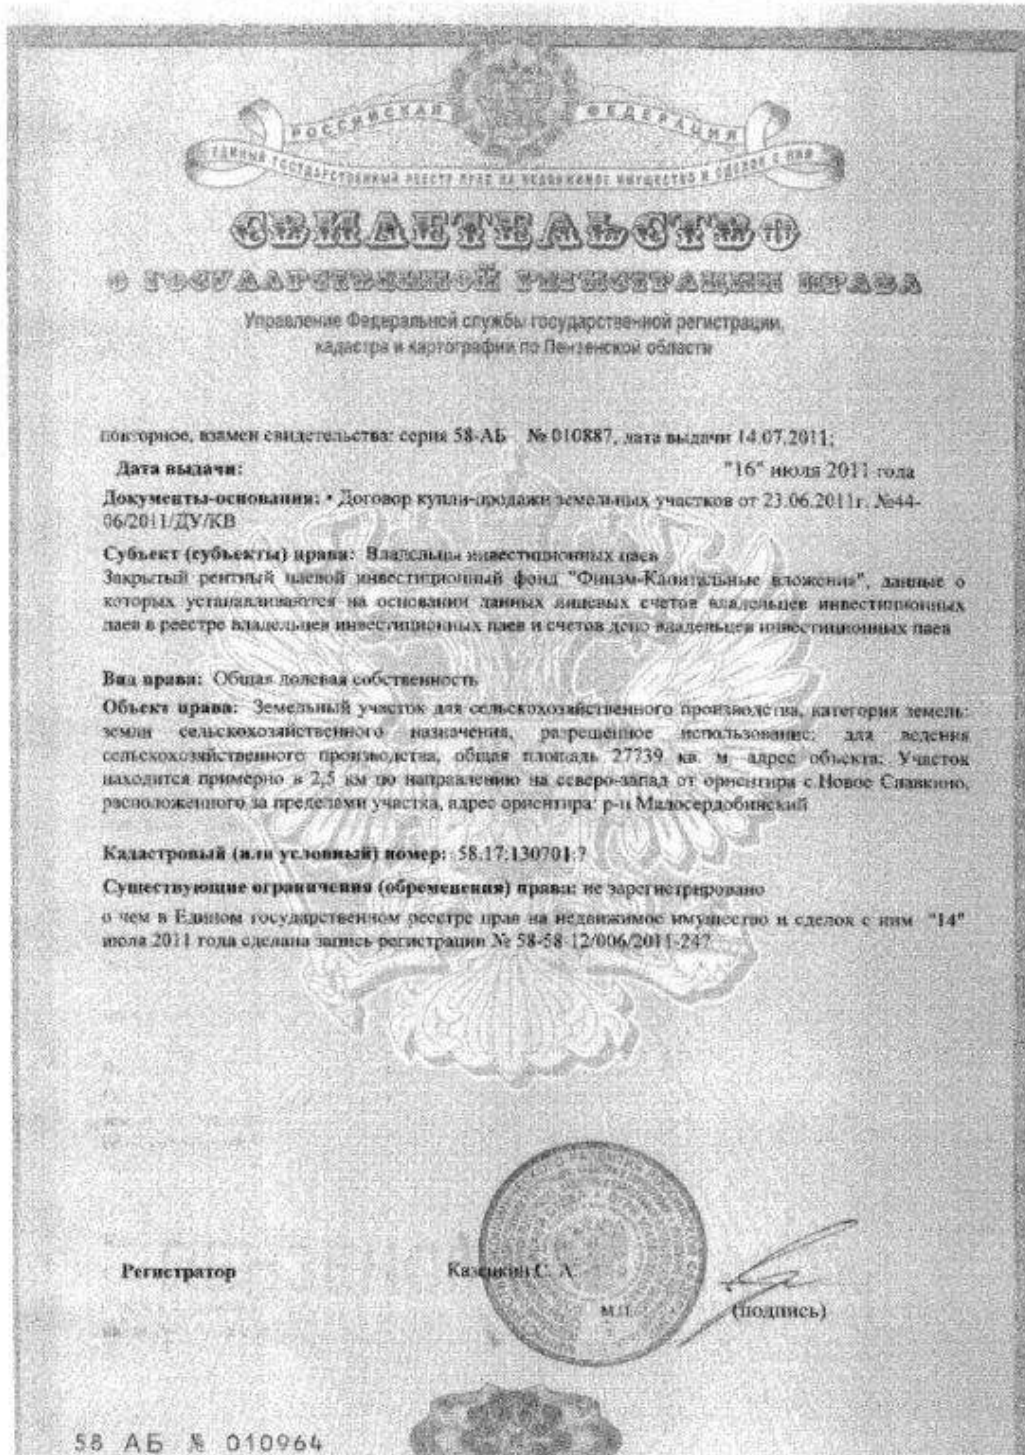 РОССИЙСКАЯ ФЕДЕРАЦИЯ
ЕДИНЫЙ ГОСУДАРСТВЕННЫЙ РЕЕСТР ПРАВ НА НЕДВИЖИМОЕ ИМУЩЕСТВО И СДЕЛОК С НИМ
СВИДЕТЕЛЬСТВО
О ГОСУДАРСТВЕННОЙ РЕГИСТРАЦИИ ПРАВА
Управление Федеральной службы государственной регистрации,
кадастра и картографии по Пензенской области
повторное, взамен свидетельства: серия 58-АБ № 010887, дата выдачи 14.07.2011;
Дата выдачи: "16" июля 2011 года
Документы-основания: • Договор купли-продажи земельных участков от 23.06.2011г. №44-
06/2011/ДУ/КВ
Субъект (субъекты) права: Владельцы инвестиционных паев
Закрытый рентный паевой инвестиционный фонд "Финам-Капитальные вложения", данные о
которых устанавливаются на основании данных лицевых счетов владельцев инвестиционных
паев в реестре владельцев инвестиционных паев и счетов депо владельцев инвестиционных паев
Вид права: Общая долевая собственность
Объект права: Земельный участок для сельскохозяйственного производства, категория земель:
земли сельскохозяйственного назначения, разрешенное использование: для ведения
сельскохозяйственного производства, общая площадь 27739 кв. м, адрес объекта: Участок
находится примерно в 2,5 км по направлению на северо-запад от ориентира с.Новое Славкино,
расположенного за пределами участка, адрес ориентира: р-н Малосердобинский
Кадастровый (или условный) номер: 58:17:130701:7
Существующие ограничения (обременения) права: не зарегистрировано
о чем в Едином государственном реестре прав на недвижимое имущество и сделок с ним "14"
июля 2011 года сделана запись регистрации № 58-58-12/006/2011-247
Регистратор С. А.
М.П. (подпись)
58 АБ № 010964